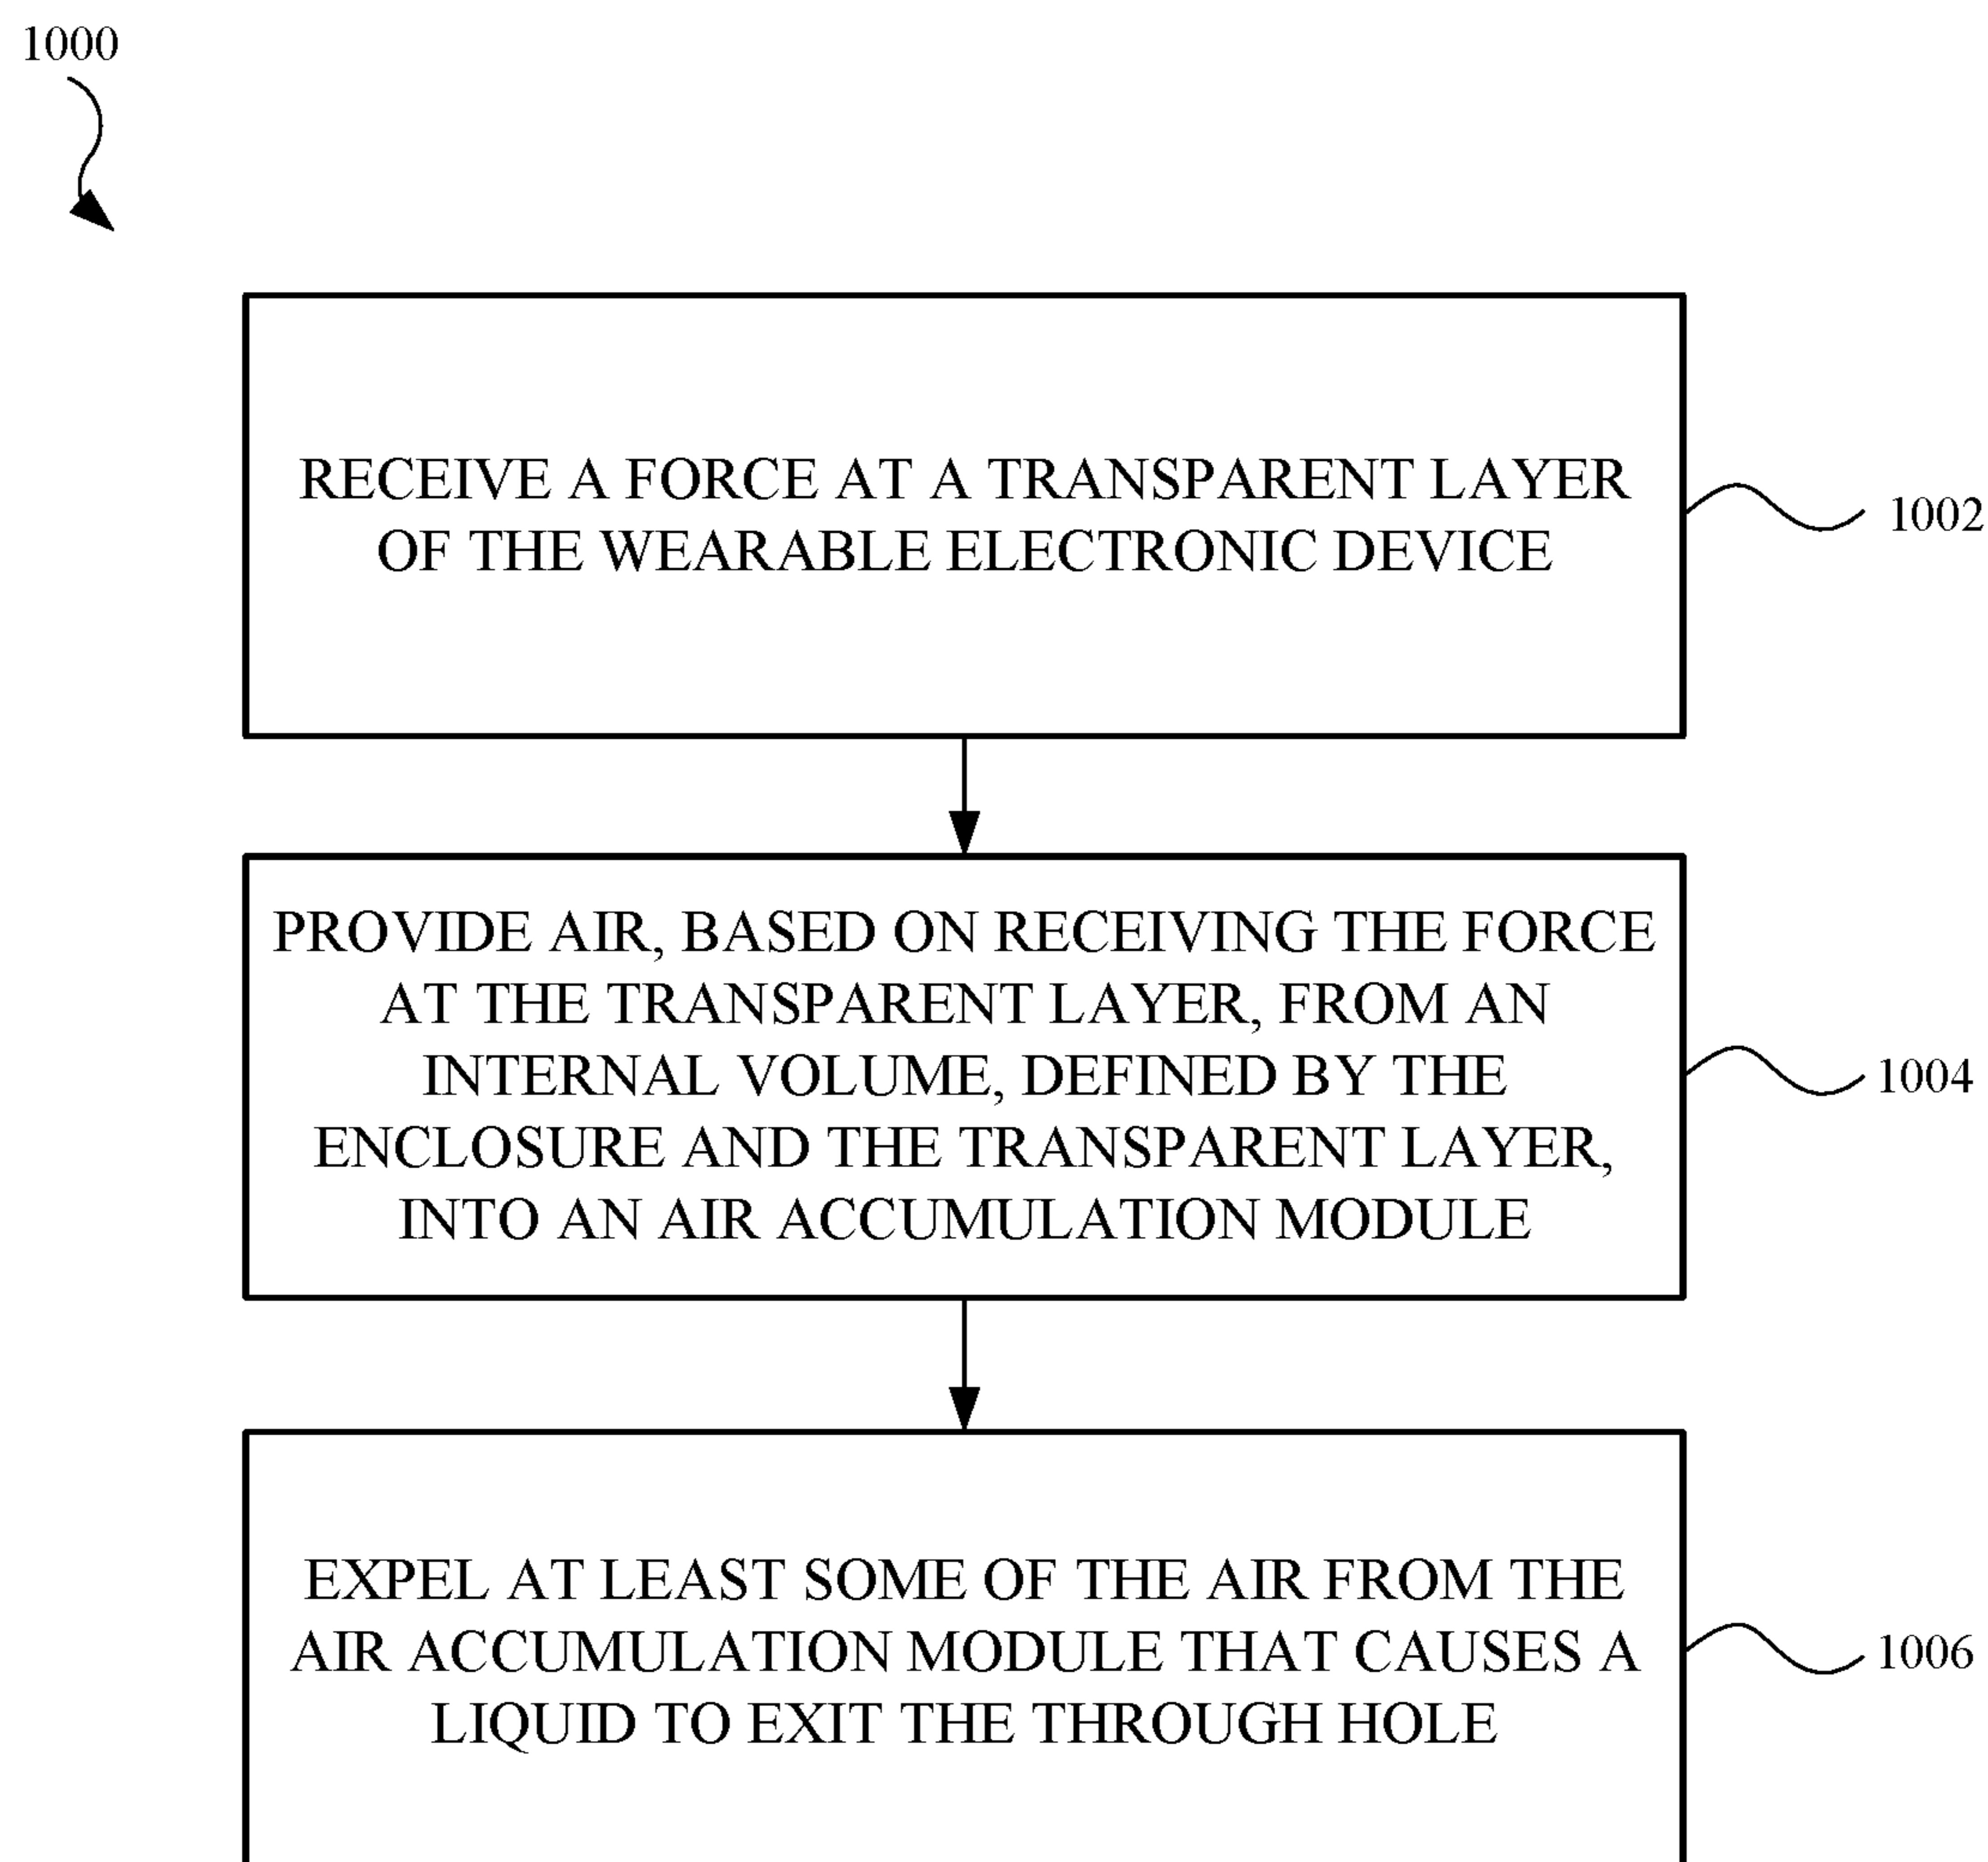 1000
RECEIVE A FORCE AT A TRANSPARENT LAYER
OF THE WEARABLE ELECTRONIC DEVICE
1002
PROVIDE AIR, BASED ON RECEIVING THE FORCE
AT THE TRANSPARENT LAYER, FROM AN
INTERNAL VOLUME, DEFINED BY THE
ENCLOSURE AND THE TRANSPARENT LAYER,
INTO AN AIR ACCUMULATION MODULE
1004
EXPEL AT LEAST SOME OF THE AIR FROM THE
AIR ACCUMULATION MODULE THAT CAUSES A
LIQUID TO EXIT THE THROUGH HOLE
1006